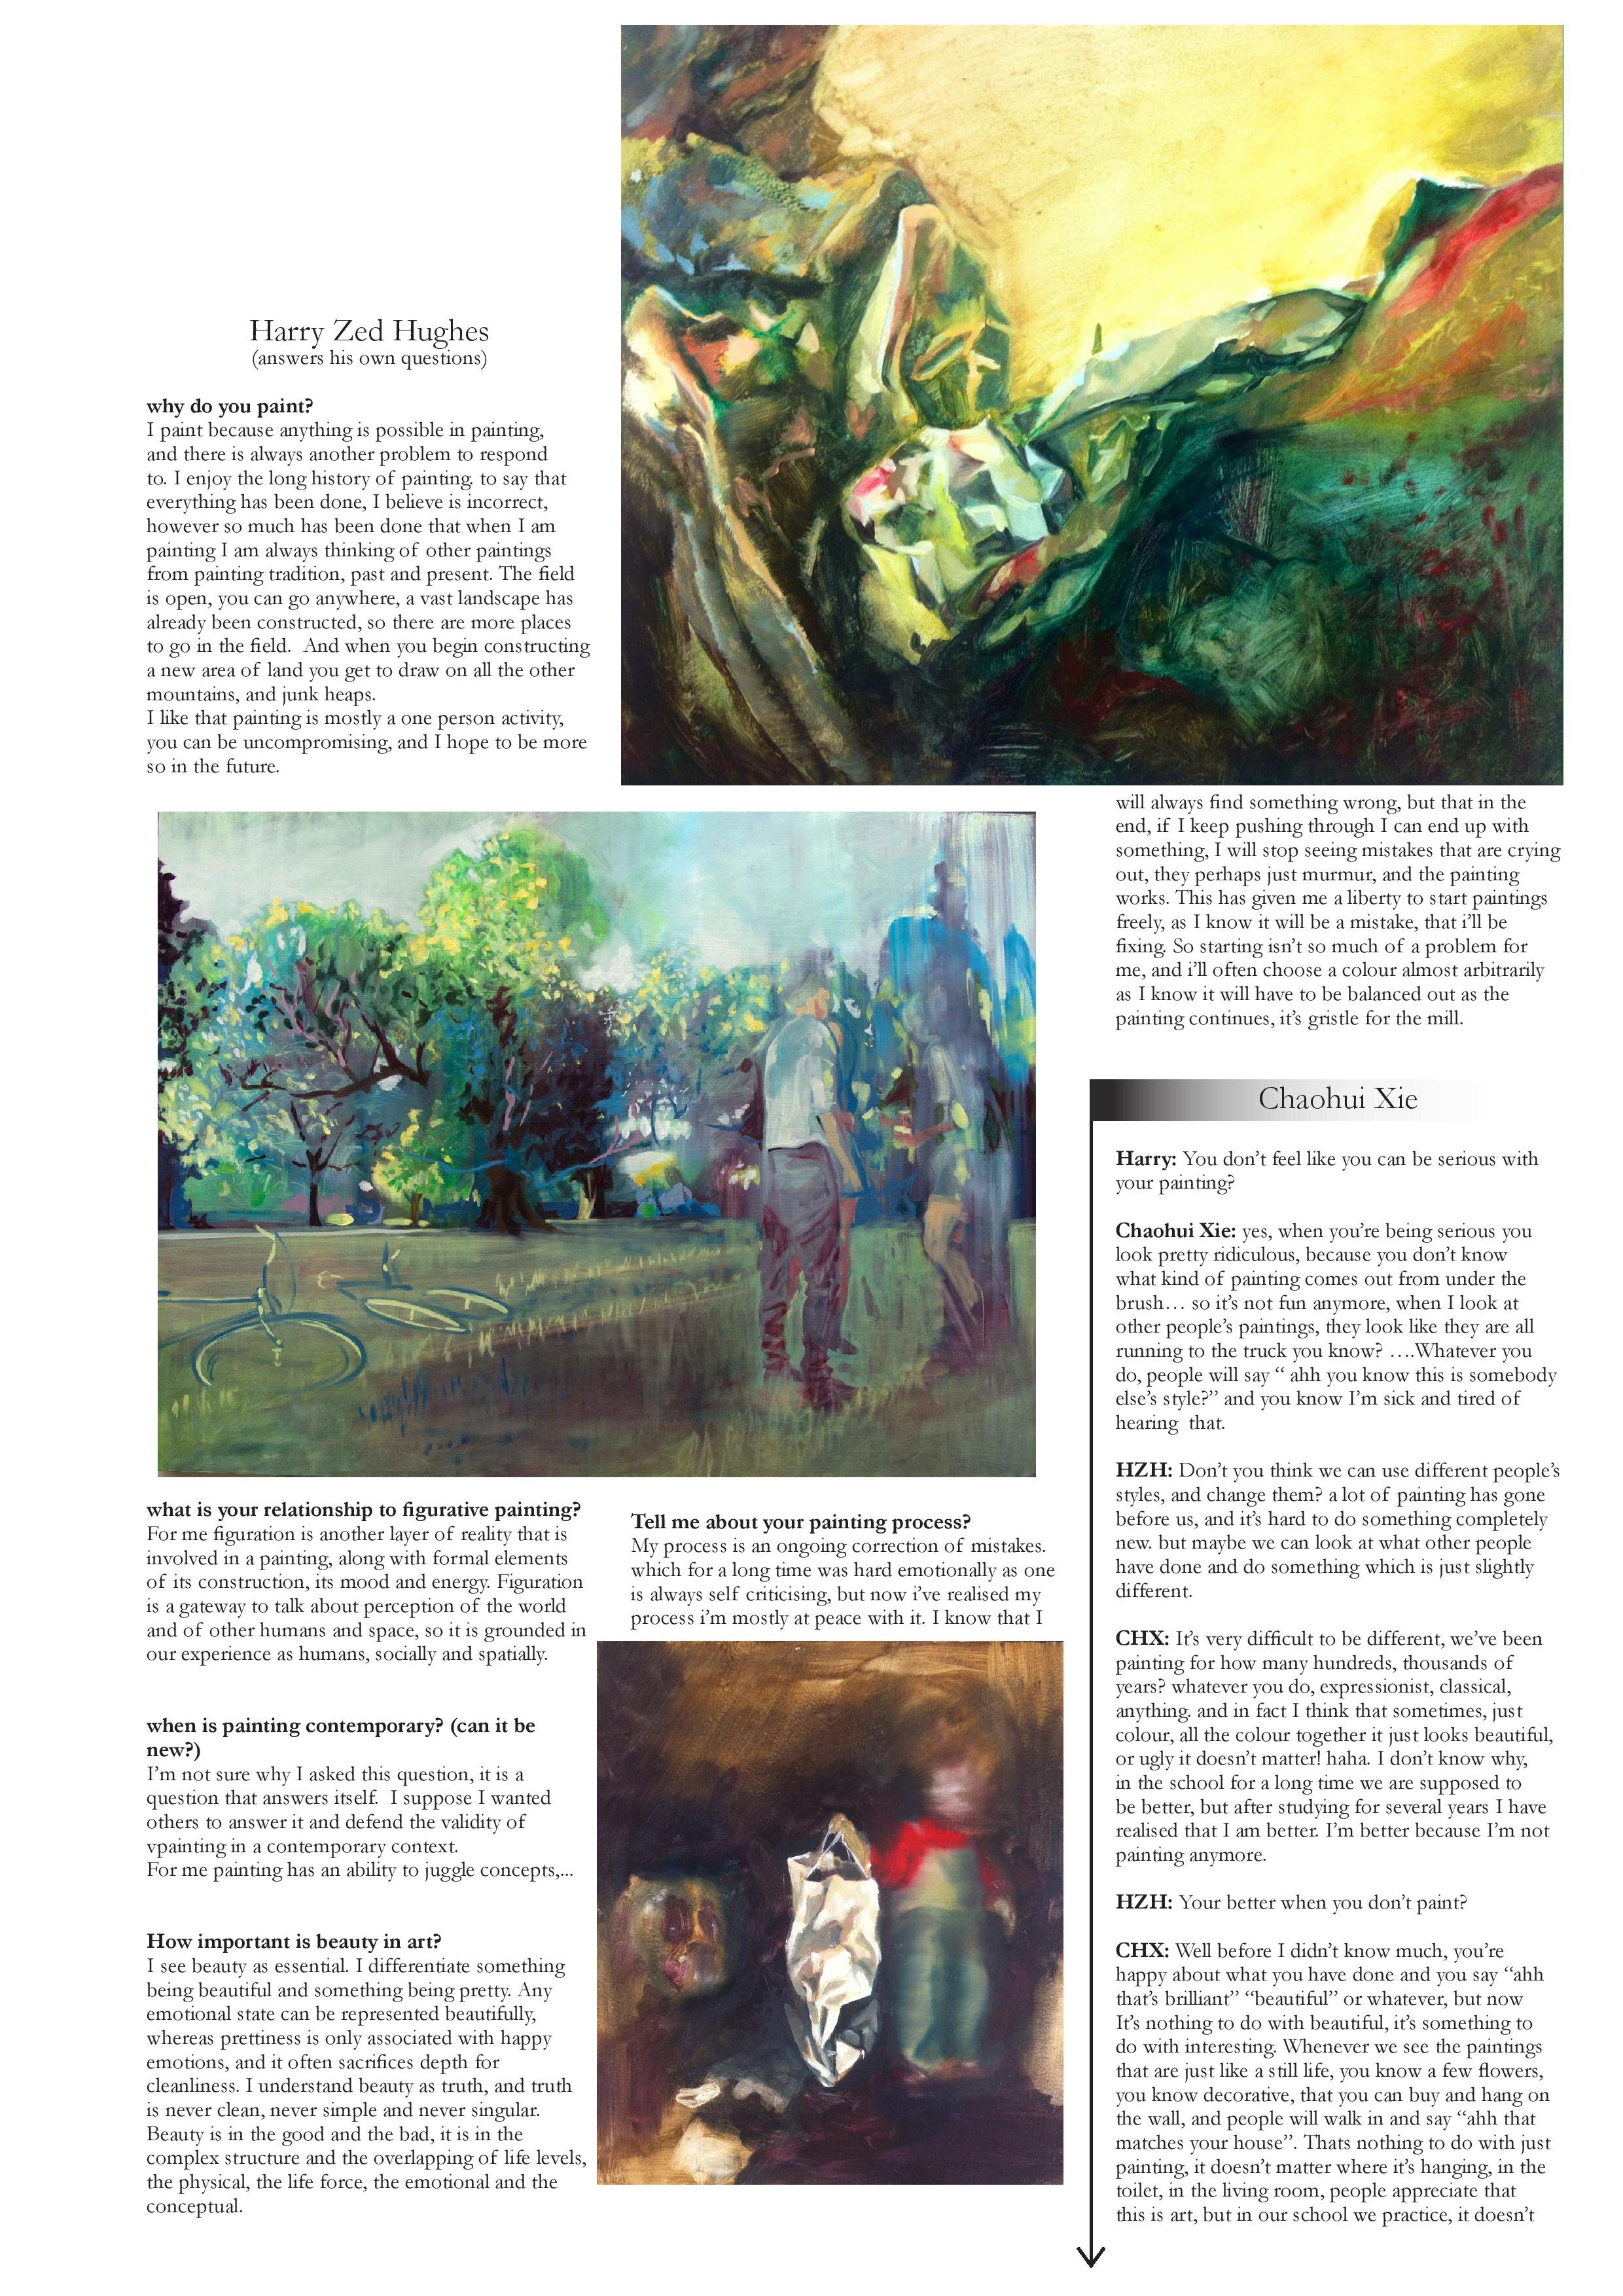 Harry Zed Hughes
(answers his own questions)
why do you paint?
I paint because anything is possible in painting,
and there is always another problem to respond
to. I enjoy the long history of painting. to say that
everything has been done, I believe is incorrect,
however so much has been done that when I am
painting I am always thinking of other paintings
from painting tradition, past and present. The field
is open, you can go anywhere, a vast landscape has
already been constructed, so there are more places
to go in the field.  And when you begin constructing
a new area of land you get to draw on all the other
mountains, and junk heaps.
I like that painting is mostly a one person activity,
you can be uncompromising, and I hope to be more
so in the future.
what is your relationship to figurative painting?
For me figuration is another layer of reality that is
involved in a painting, along with formal elements
of its construction, its mood and energy. Figuration
is a gateway to talk about perception of the world
and of other humans and space, so it is grounded in
our experience as humans, socially and spatially.
when is painting contemporary? (can it be
new?)
I'm not sure why I asked this question, it is a
question that answers itself.  I suppose I wanted
others to answer it and defend the validity of
vpainting in a contemporary context.
For me painting has an ability to juggle concepts,...
How important is beauty in art?
I see beauty as essential. I differentiate something
being beautiful and something being pretty. Any
emotional state can be represented beautifully,
whereas prettiness is only associated with happy
emotions, and it often sacrifices depth for
cleanliness. I understand beauty as truth, and truth
is never clean, never simple and never singular.
Beauty is in the good and the bad, it is in the
complex structure and the overlapping of life levels,
the physical, the life force, the emotional and the
conceptual.
Tell me about your painting process?
My process is an ongoing correction of mistakes.
which for a long time was hard emotionally as one
is always self criticising, but now i've realised my
process i'm mostly at peace with it. I know that I
will always find something wrong, but that in the
end, if I keep pushing through I can end up with
something, I will stop seeing mistakes that are crying
out, they perhaps just murmur, and the painting
works. This has given me a liberty to start paintings
freely, as I know it will be a mistake, that i'll be
fixing. So starting isn't so much of a problem for
me, and i'll often choose a colour almost arbitrarily
as I know it will have to be balanced out as the
painting continues, it's gristle for the mill.
Chaohui Xie
Harry: You don't feel like you can be serious with
your painting?
Chaohui Xie: yes, when you're being serious you
look pretty ridiculous, because you don't know
what kind of painting comes out from under the
brush… so it's not fun anymore, when I look at
other people's paintings, they look like they are all
running to the truck you know? ….Whatever you
do, people will say “ ahh you know this is somebody
else's style?” and you know I'm sick and tired of
hearing  that.
HZH: Don't you think we can use different people's
styles, and change them? a lot of painting has gone
before us, and it's hard to do something completely
new. but maybe we can look at what other people
have done and do something which is just slightly
different.
CHX: It's very difficult to be different, we've been
painting for how many hundreds, thousands of
years? whatever you do, expressionist, classical,
anything. and in fact I think that sometimes, just
colour, all the colour together it just looks beautiful,
or ugly it doesn't matter! haha. I don't know why,
in the school for a long time we are supposed to
be better, but after studying for several years I have
realised that I am better. I'm better because I'm not
painting anymore.
HZH: Your better when you don't paint?
CHX: Well before I didn't know much, you're
happy about what you have done and you say “ahh
that's brilliant” “beautiful” or whatever, but now
It's nothing to do with beautiful, it's something to
do with interesting. Whenever we see the paintings
that are just like a still life, you know a few flowers,
you know decorative, that you can buy and hang on
the wall, and people will walk in and say “ahh that
matches your house”. Thats nothing to do with just
painting, it doesn't matter where it's hanging, in the
toilet, in the living room, people appreciate that
this is art, but in our school we practice, it doesn't